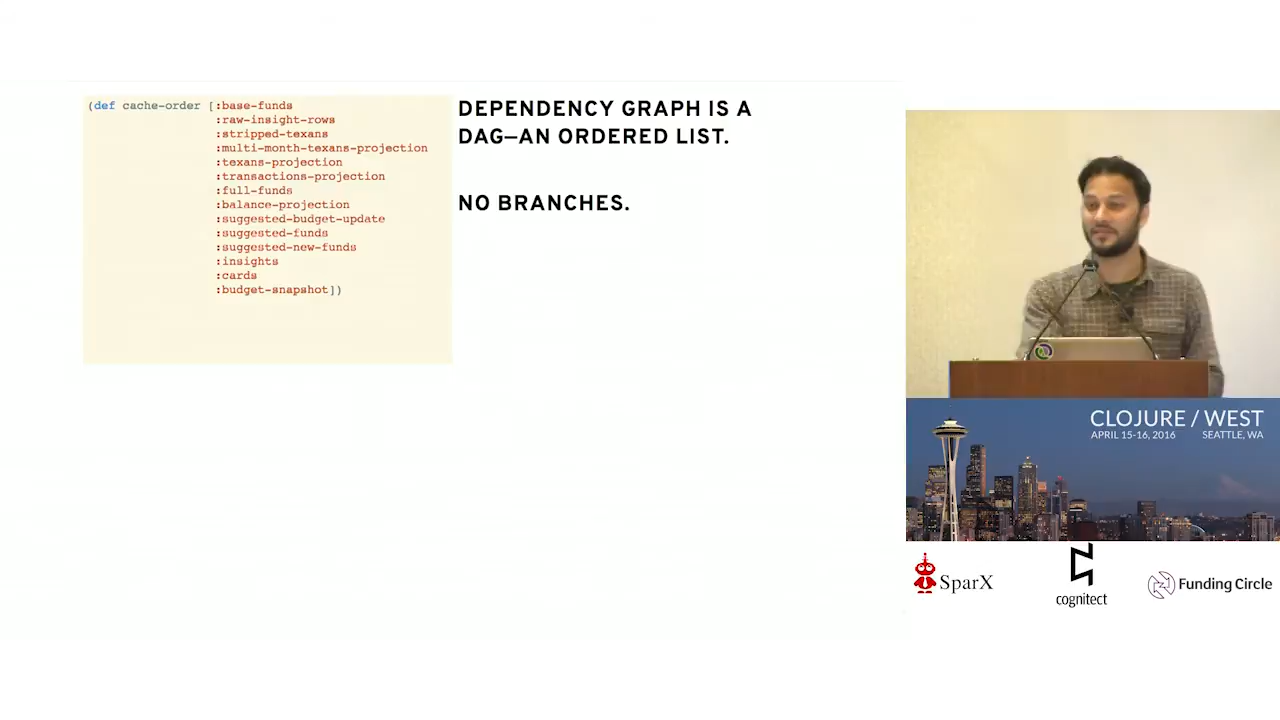 (def cache-order [:base-funds
:raw-insight-rows
:stripped-texans
:multi-month-texans-projection
:texans-projection
:transactions-projection
:full-funds
:balance-projection
:suggested-budget-update
:suggested-funds
:suggested-new-funds
:insights
:cards
:budget-snapshot])
DEPENDENCY GRAPH IS A
DAG—AN ORDERED LIST.
NO BRANCHES.
CLOJURE / WEST
APRIL 15-16, 2016 SEATTLE, WA
SparX
cognitect
Funding Circle